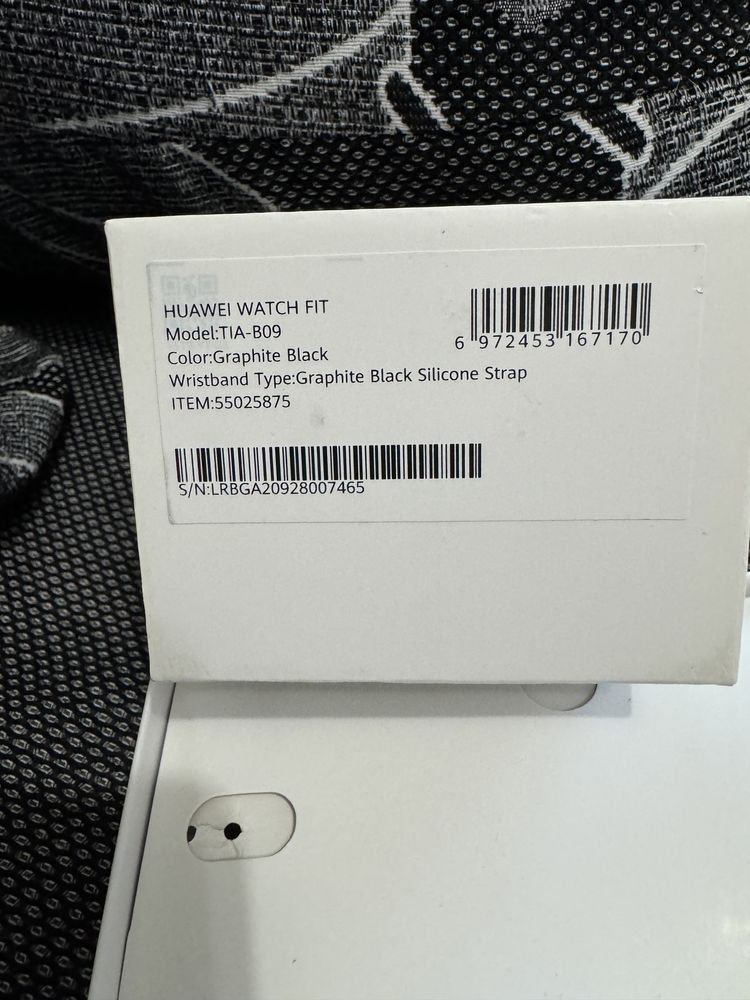 HUAWEI WATCH FIT
Model:TIA-B09
Color:Graphite Black
Wristband Type:Graphite Black Silicone Strap
ITEM:55025875
6 972453 167170
S/N:LRBGA20928007465